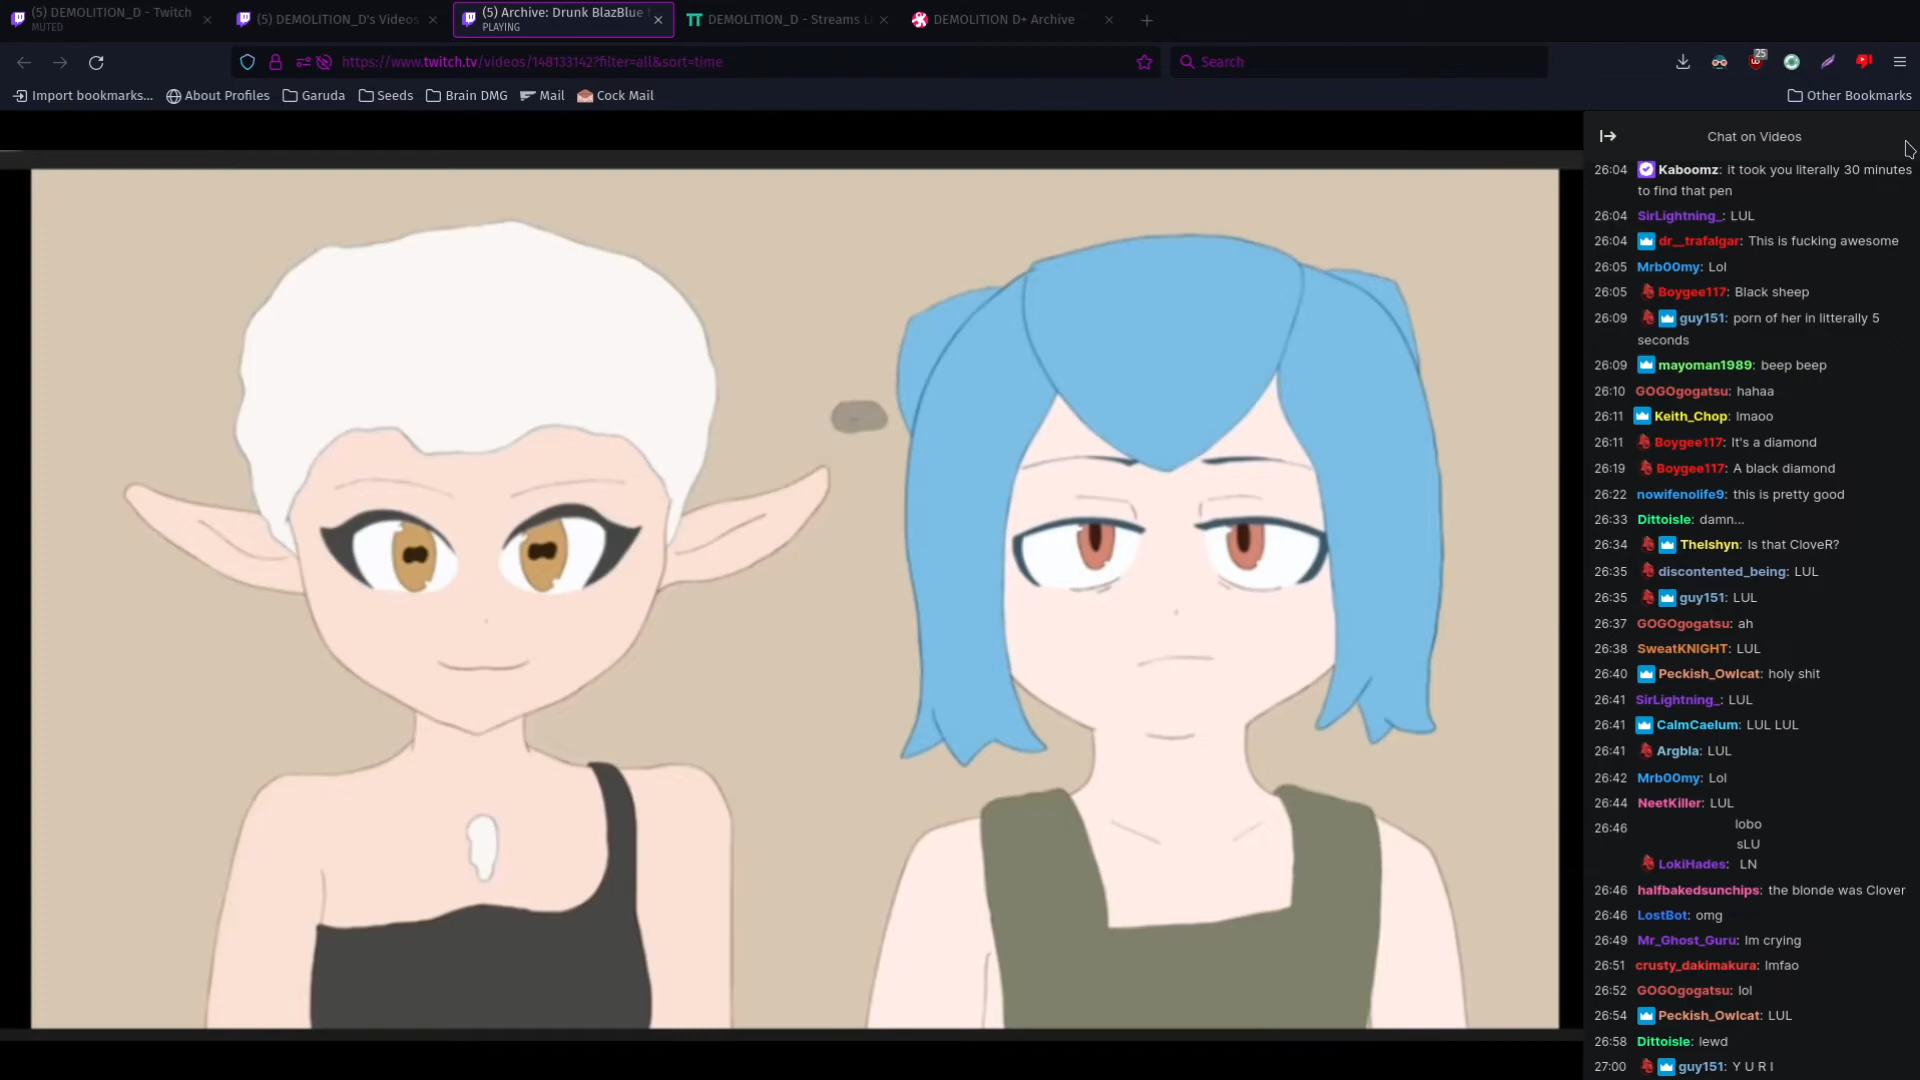 (5) DEMOLITION_D - Twitch
MUTED
(5) DEMOLITION_D's Videos
(5) Archive: Drunk BlazBlue
PLAYING
DEMOLITION_D - Streams
DEMOLITION D+ Archive
https://www.twitch.tv/videos/148133142?filter=all&sort=time
Search
25
Import bookmarks...
About Profiles
Garuda
Seeds
Brain DMG
Mail
Cock Mail
Other Bookmarks
Chat on Videos
26:04 Kaboomz: it took you literally 30 minutes
to find that pen
26:04 SirLightning_: LUL
26:04 dr__trafalgar: This is fucking awesome
26:05 Mrb00my: Lol
26:05 Boygee117: Black sheep
26:09 guy151: porn of her in litterally 5
seconds
26:09 mayoman1989: beep beep
26:10 GOGOgogatsu: hahaa
26:11 Keith_Chop: lmaoo
26:11 Boygee117: It's a diamond
26:19 Boygee117: A black diamond
26:22 nowifenolife9: this is pretty good
26:33 Dittoisle: damn...
26:34 Thelshyn: Is that CloveR?
26:35 discontented_being: LUL
26:35 guy151: LUL
26:37 GOGOgogatsu: ah
26:38 SweatKNIGHT: LUL
26:40 Peckish_Owlcat: holy shit
26:41 SirLightning_: LUL
26:41 CalmCaelum: LUL LUL
26:41 Argbla: LUL
26:42 Mrb00my: Lol
26:44 NeetKiller: LUL
lobo
26:46
sLU
LokiHades: LN
26:46 halfbakedsunchips: the blonde was Clover
26:46 LostBot: omg
26:49 Mr_Ghost_Guru: Im crying
26:51 crusty_dakimakura: lmfao
26:52 GOGOgogatsu: lol
26:54 Peckish_Owlcat: LUL
26:58 Dittoisle: lewd
27:00 guy151: Y U R I